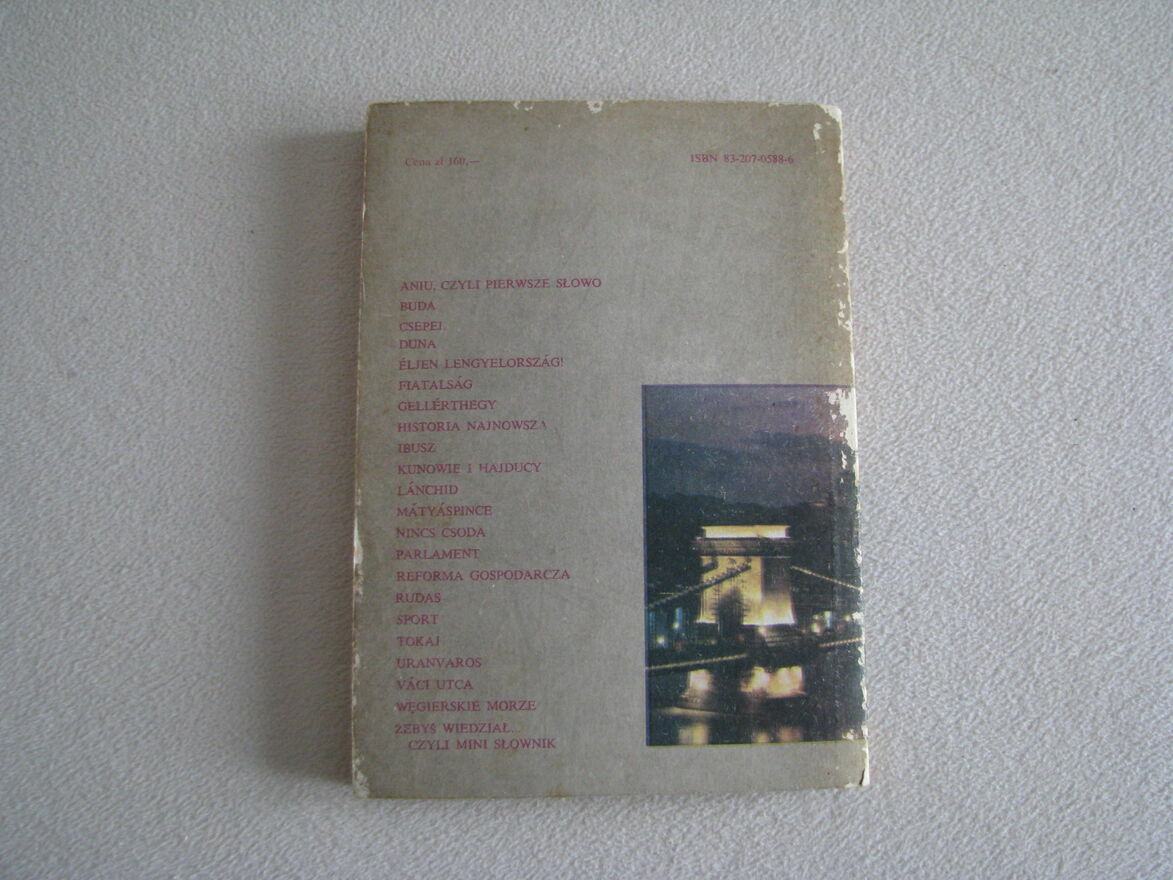 Cena zł 160,—
ISBN 83-207-0588-6
ANIU, CZYLI PIERWSZE SŁOWO
BUDA
CSEPEL
DUNA
ÉLJEN LENGYELORSZÁG!
FIATALSÁG
GELLÉRTHEGY
HISTORIA NAJNOWSZA
IBUSZ
KUNOWIE I HAJDUCY
LÁNCHID
MÁTYÁSPINCE
NINCS CSODA
PARLAMENT
REFORMA GOSPODARCZA
RUDAS
SPORT
TOKAJ
URANVAROS
VÁCI UTCA
WĘGIERSKIE MORZE
ŻEBYŚ WIEDZIAŁ...
CZYLI MINI SŁOWNIK